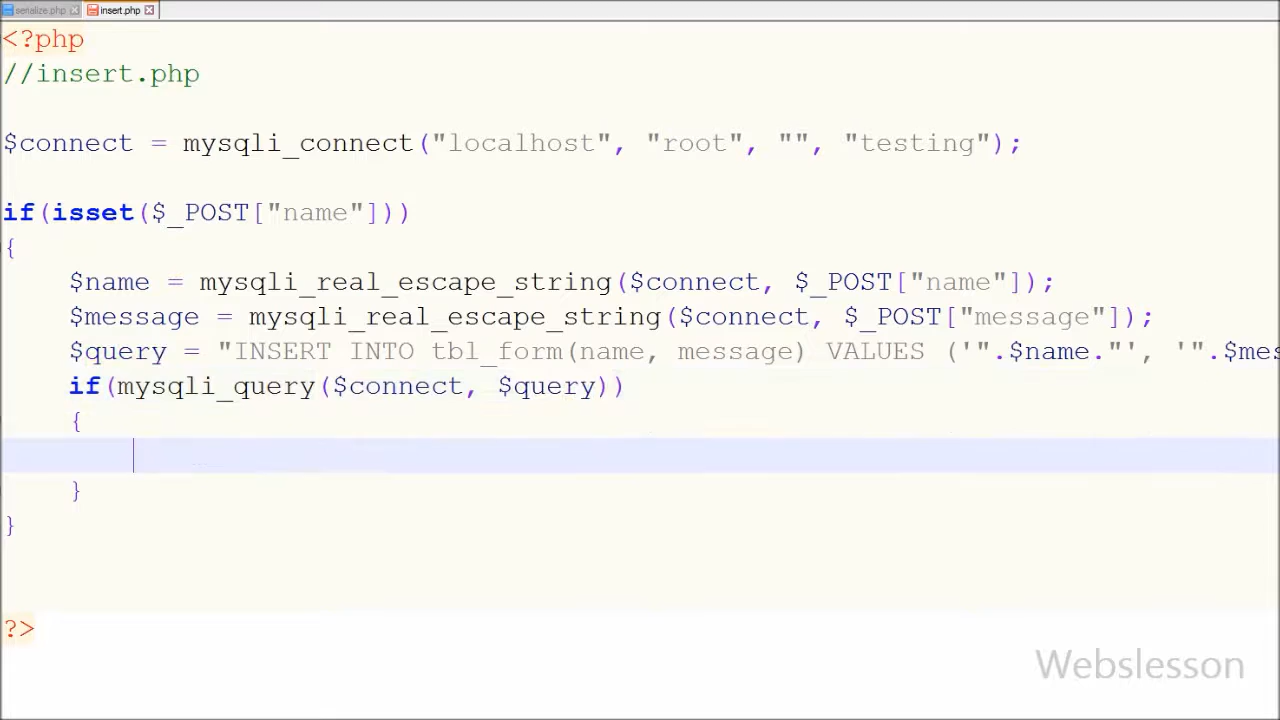 serialize.php insert.php
<?php
//insert.php
$connect = mysqli_connect("localhost", "root", "", "testing");
if(isset($_POST["name"]))
{
$name = mysqli_real_escape_string($connect, $_POST["name"]);
$message = mysqli_real_escape_string($connect, $_POST["message"]);
$query = "INSERT INTO tbl_form(name, message) VALUES ('".$name."', '".$mes
if(mysqli_query($connect, $query))
{
}
}
?>
Webslesson